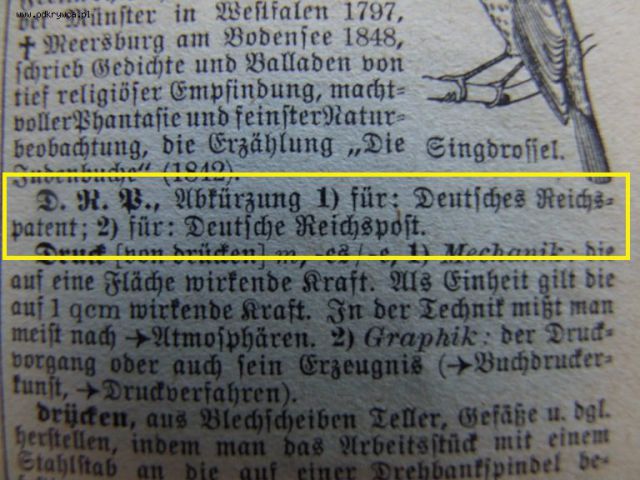 www.odkrywca.pl
bei Münster in Westfalen 1797,
✝ Meersburg am Bodensee 1848,
schrieb Gedichte und Balladen von
tief religiöser Empfindung, macht-
voller Phantasie und feinster Natur-
beobachtung, die Erzählung „Die
Judenbuche“ (1842).
Singdrossel.
D. R. P., Abkürzung 1) für: Deutsches Reichs-
patent; 2) für: Deutsche Reichspost.
Druck [von drücken] m, -es/-e, 1) Mechanik: die
auf eine Fläche wirkende Kraft. Als Einheit gilt die
auf 1 qcm wirkende Kraft. In der Technik mißt man
meist nach →Atmosphären. 2) Graphik: der Druck-
vorgang oder auch sein Erzeugnis (→Buchdrucker-
kunst, →Druckverfahren).
drücken, aus Blechscheiben Teller, Gefäße u. dgl.
herstellen, indem man das Arbeitsstück mit einem
Stahlstab an die auf einer Drehbankspindel be-